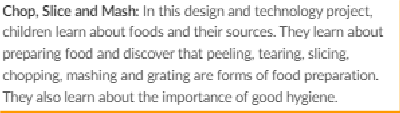 Chop, Slice and Mash: In this design and technology project,
children learn about foods and their sources. They learn about
preparing food and discover that peeling, tearing, slicing,
chopping, mashing and grating are forms of food preparation.
They also learn about the importance of good hygiene.